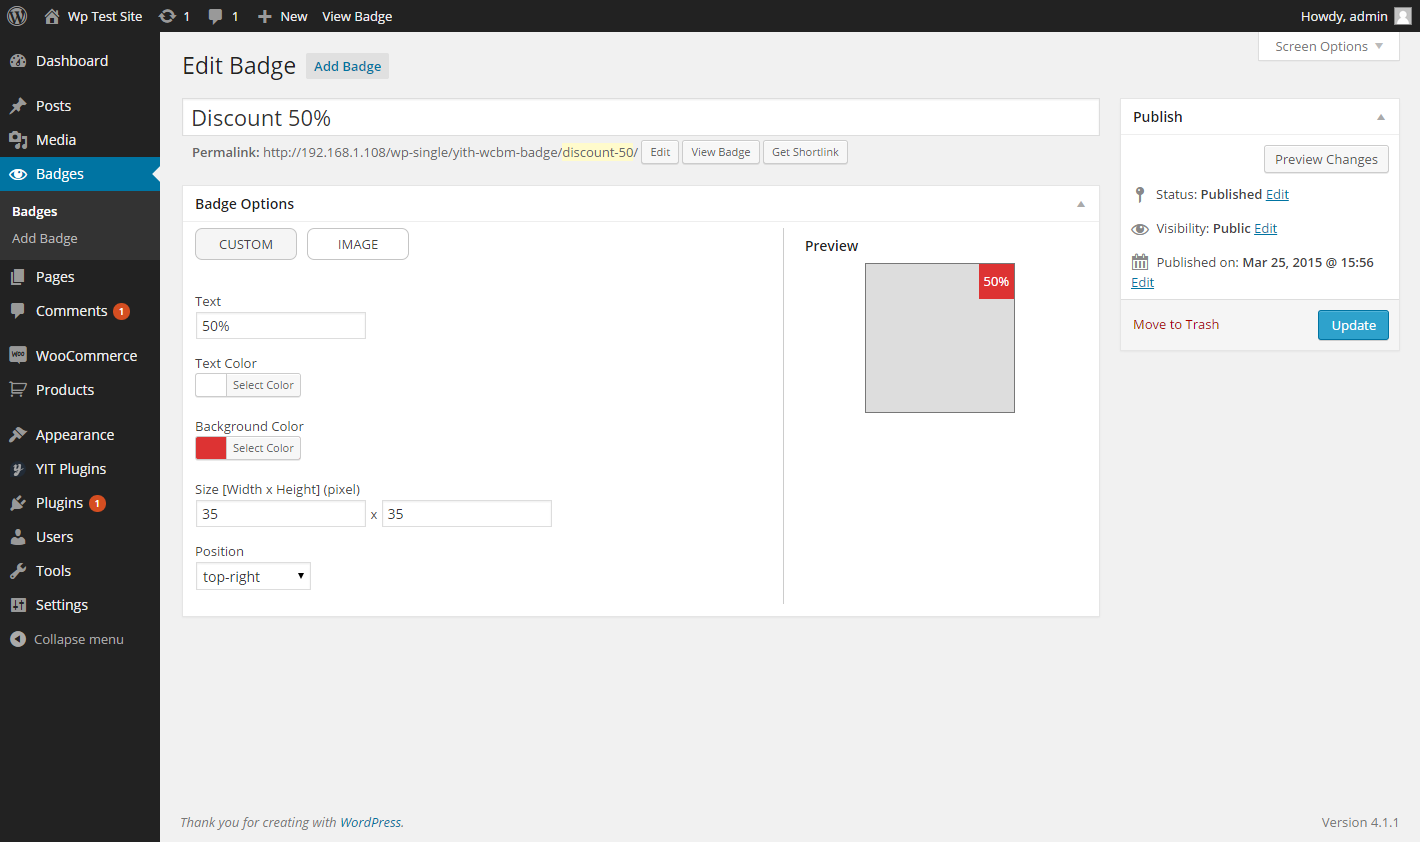 Wp Test Site 1 1 New View Badge Howdy, admin
Screen Options
Dashboard
Posts
Media
Badges
Badges
Add Badge
Pages
Comments 1
WooCommerce
Products
Appearance
YIT Plugins
Plugins 1
Users
Tools
Settings
Collapse menu
Edit Badge Add Badge
Discount 50%
Permalink: http://192.168.1.108/wp-single/yith-wcbm-badge/discount-50/ Edit View Badge Get Shortlink
Badge Options
CUSTOM IMAGE
Text
50%
Text Color
Select Color
Background Color
Select Color
Size [Width x Height] (pixel)
35 x 35
Position
top-right
Preview
50%
Publish
Preview Changes
Status: Published Edit
Visibility: Public Edit
Published on: Mar 25, 2015 @ 15:56
Edit
Move to Trash Update
Thank you for creating with WordPress. Version 4.1.1